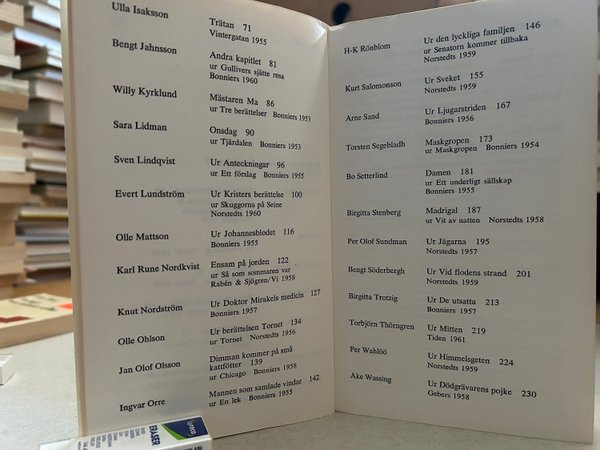 Ulla Isaksson Trätan 71
Vintergatan 1955
Bengt Jahnsson Andra kapitlet 81
ur Gullivers sjätte resa
Bonniers 1960
Willy Kyrklund Mästaren Ma 86
ur Tre berättelser Bonniers 1953
Sara Lidman Onsdag 90
ur Tjärdalen Bonniers 1953
Sven Lindqvist Ur Anteckningar 96
ur Ett förslag Bonniers 1955
Evert Lundström Ur Kristers berättelse 100
ur Skuggorna på Seine
Norstedts 1960
Olle Mattson Ur Johannesblodet 116
Bonniers 1955
Karl Rune Nordkvist Ensam på jorden 122
ur Så som sommaren var
Rabén & Sjögren/Vi 1958
Knut Nordström Ur Doktor Mirakels medicin 127
Bonniers 1957
Olle Ohlson Ur berättelsen Tornet 134
ur Tornet Norstedts 1956
Jan Olof Olsson Dimman kommer på små
kattfötter 139
ur Chicago Bonniers 1958
Ingvar Orre Mannen som samlade vindar 142
ur En lek Bonniers 1955
H-K Rönblom Ur den lyckliga familjen 146
ur Senatorn kommer tillbaka
Norstedts 1959
Kurt Salomonson Ur Sveket 155
Norstedts 1959
Arne Sand Ur Ljugarstriden 167
Bonniers 1956
Torsten Segebladh Maskgropen 173
ur Maskgropen Bonniers 1954
Bo Setterlind Damen 181
ur Ett underligt sällskap
Bonniers 1955
Birgitta Stenberg Madrigal 187
ur Vit av natten Norstedts 1958
Per Olof Sundman Ur Jägarna 195
Norstedts 1957
Bengt Söderbergh Ur Vid flodens strand 201
Norstedts 1959
Birgitta Trotzig Ur De utsatta 213
Bonniers 1957
Torbjörn Thörngren Ur Mitten 219
Tiden 1961
Per Wahlöö Ur Himmelsgeten 224
Norstedts 1959
Åke Wassing Ur Dödgrävarens pojke 230
Gebers 1958
ERASER